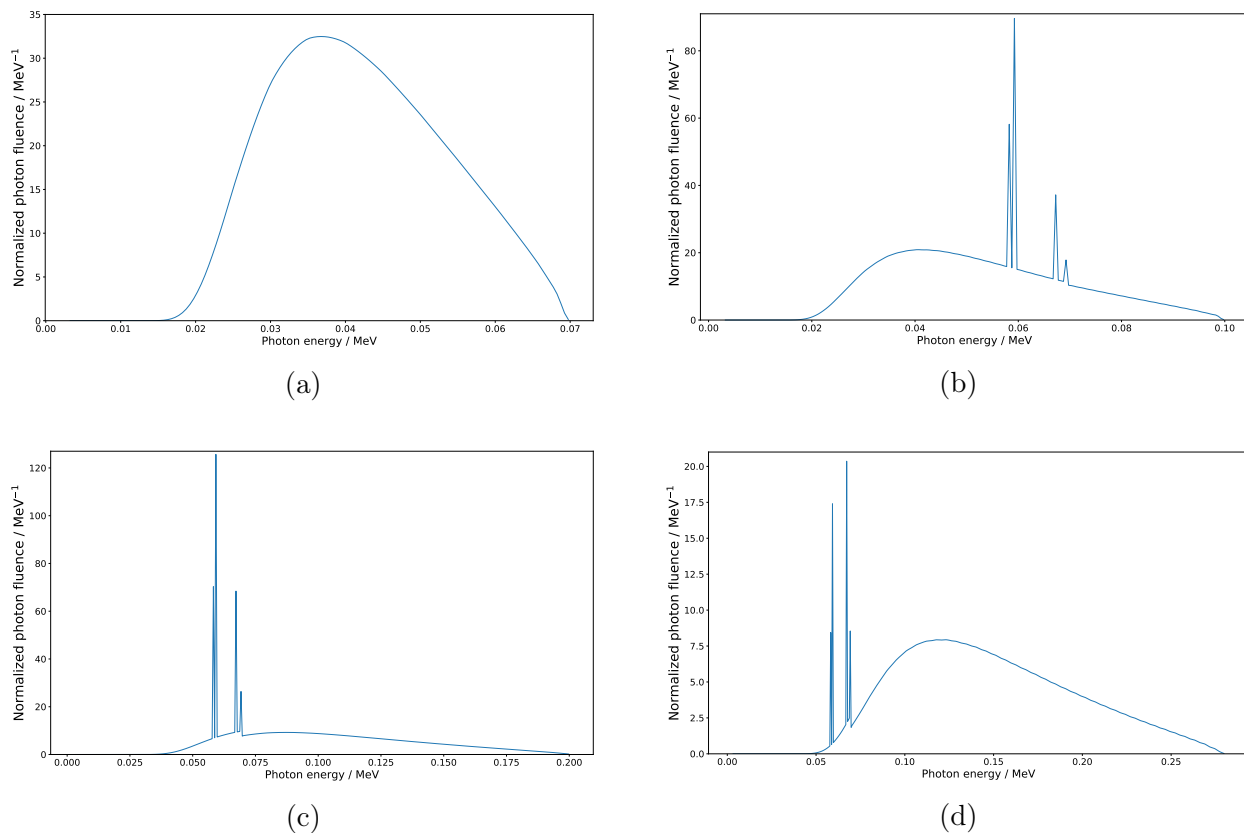 35
30
25
20
15
10
5
0
Normalized photon fluence / MeV⁻¹
0.00 0.01 0.02 0.03 0.04 0.05 0.06 0.07
Photon energy / MeV
(a)
80
60
40
20
0
Normalized photon fluence / MeV⁻¹
0.00 0.02 0.04 0.06 0.08 0.10
Photon energy / MeV
(b)
120
100
80
60
40
20
0
Normalized photon fluence / MeV⁻¹
0.000 0.025 0.050 0.075 0.100 0.125 0.150 0.175 0.200
Photon energy / MeV
(c)
20.0
17.5
15.0
12.5
10.0
7.5
5.0
2.5
0.0
Normalized photon fluence / MeV⁻¹
0.00 0.05 0.10 0.15 0.20 0.25
Photon energy / MeV
(d)